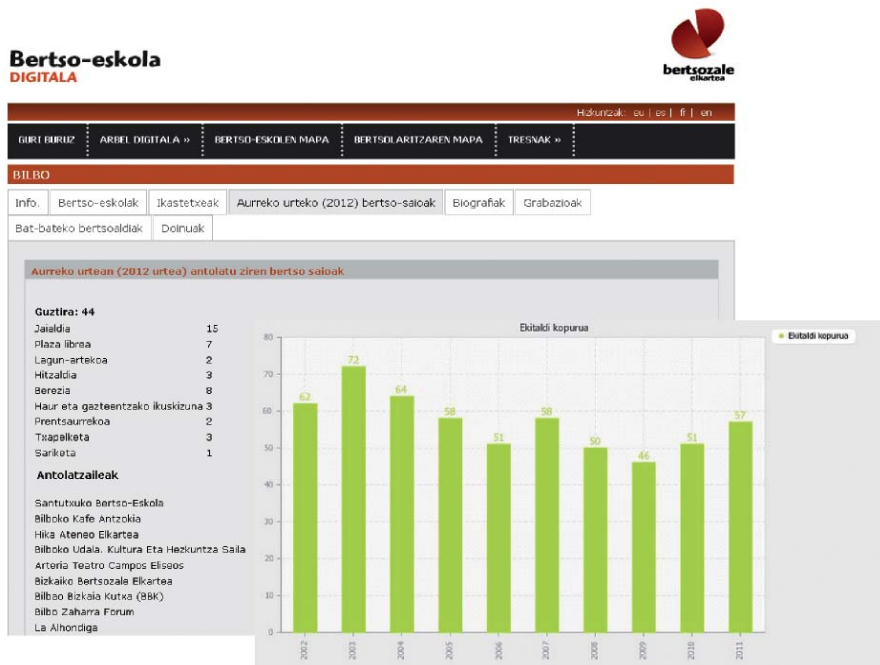 Bertso-eskola
DIGITALA
bertsozale
elkartea
Hizkuntzak: eu | es | fr | en
GURI BURUZ
ARBEL DIGITALA »
BERTSO-ESKOLEN MAPA
BERTSOLARITZAREN MAPA
TRESNAK »
BILBO
Info.
Bertso-eskolak
Ikastetxeak
Aurreko urteko (2012) bertso-saioak
Biografiak
Grabazioak
Bat-bateko bertsoaldiak
Doinuak
Aurreko urtean (2012 urtea) antolatu ziren bertso saioak
Guztira: 44
Jaialdia 15
Plaza librea 7
Lagun-artekoa 2
Hitzaldia 3
Berezia 8
Haur eta gazteentzako ikuskizuna 3
Prentsaurrekoa 2
Txapelketa 3
Sariketa 1
Antolatzaileak
Santutxuko Bertso-Eskola
Bilboko Kafe Antzokia
Hika Ateneo Elkartea
Bilboko Udala. Kultura Eta Hezkuntza Saila
Arteria Teatro Campos Eliseos
Bizkaiko Bertsozale Elkartea
Bilbao Bizkaia Kutxa (BBK)
Bilbo Zaharra Forum
La Alhondiga
Ekitaldi kopurua
Ekitaldi kopurua
80
70
60
50
40
30
20
10
0
62
72
64
58
51
58
50
46
51
57
2002
2003
2004
2005
2006
2007
2008
2009
2010
2011